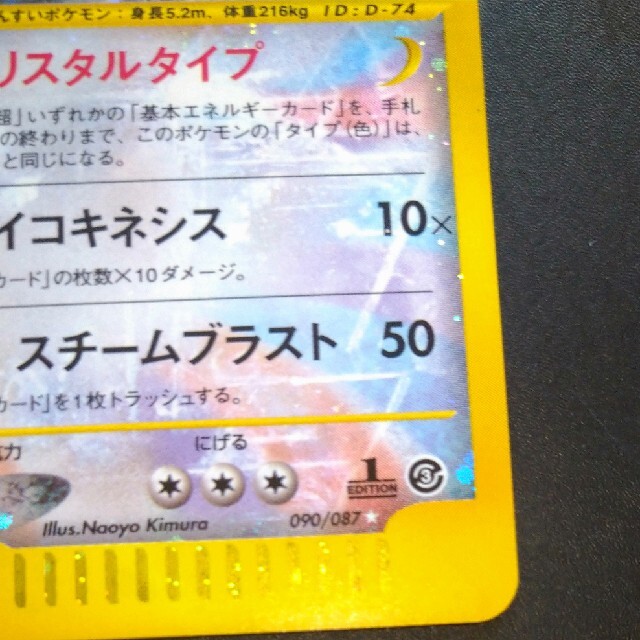 んすいポケモン：身長5.2m、体重216kg ID:D-74
リスタルタイプ
超」いずれかの「基本エネルギーカード」を、手札
の終わりまで、このポケモンの「タイプ(色)」は、
と同じになる。
イコキネシス 10×
カード」の枚数×10ダメージ。
スチームブラスト 50
カード」を1枚トラッシュする。
力 にげる
1 EDITION
Illus.Naoyo Kimura 090/087